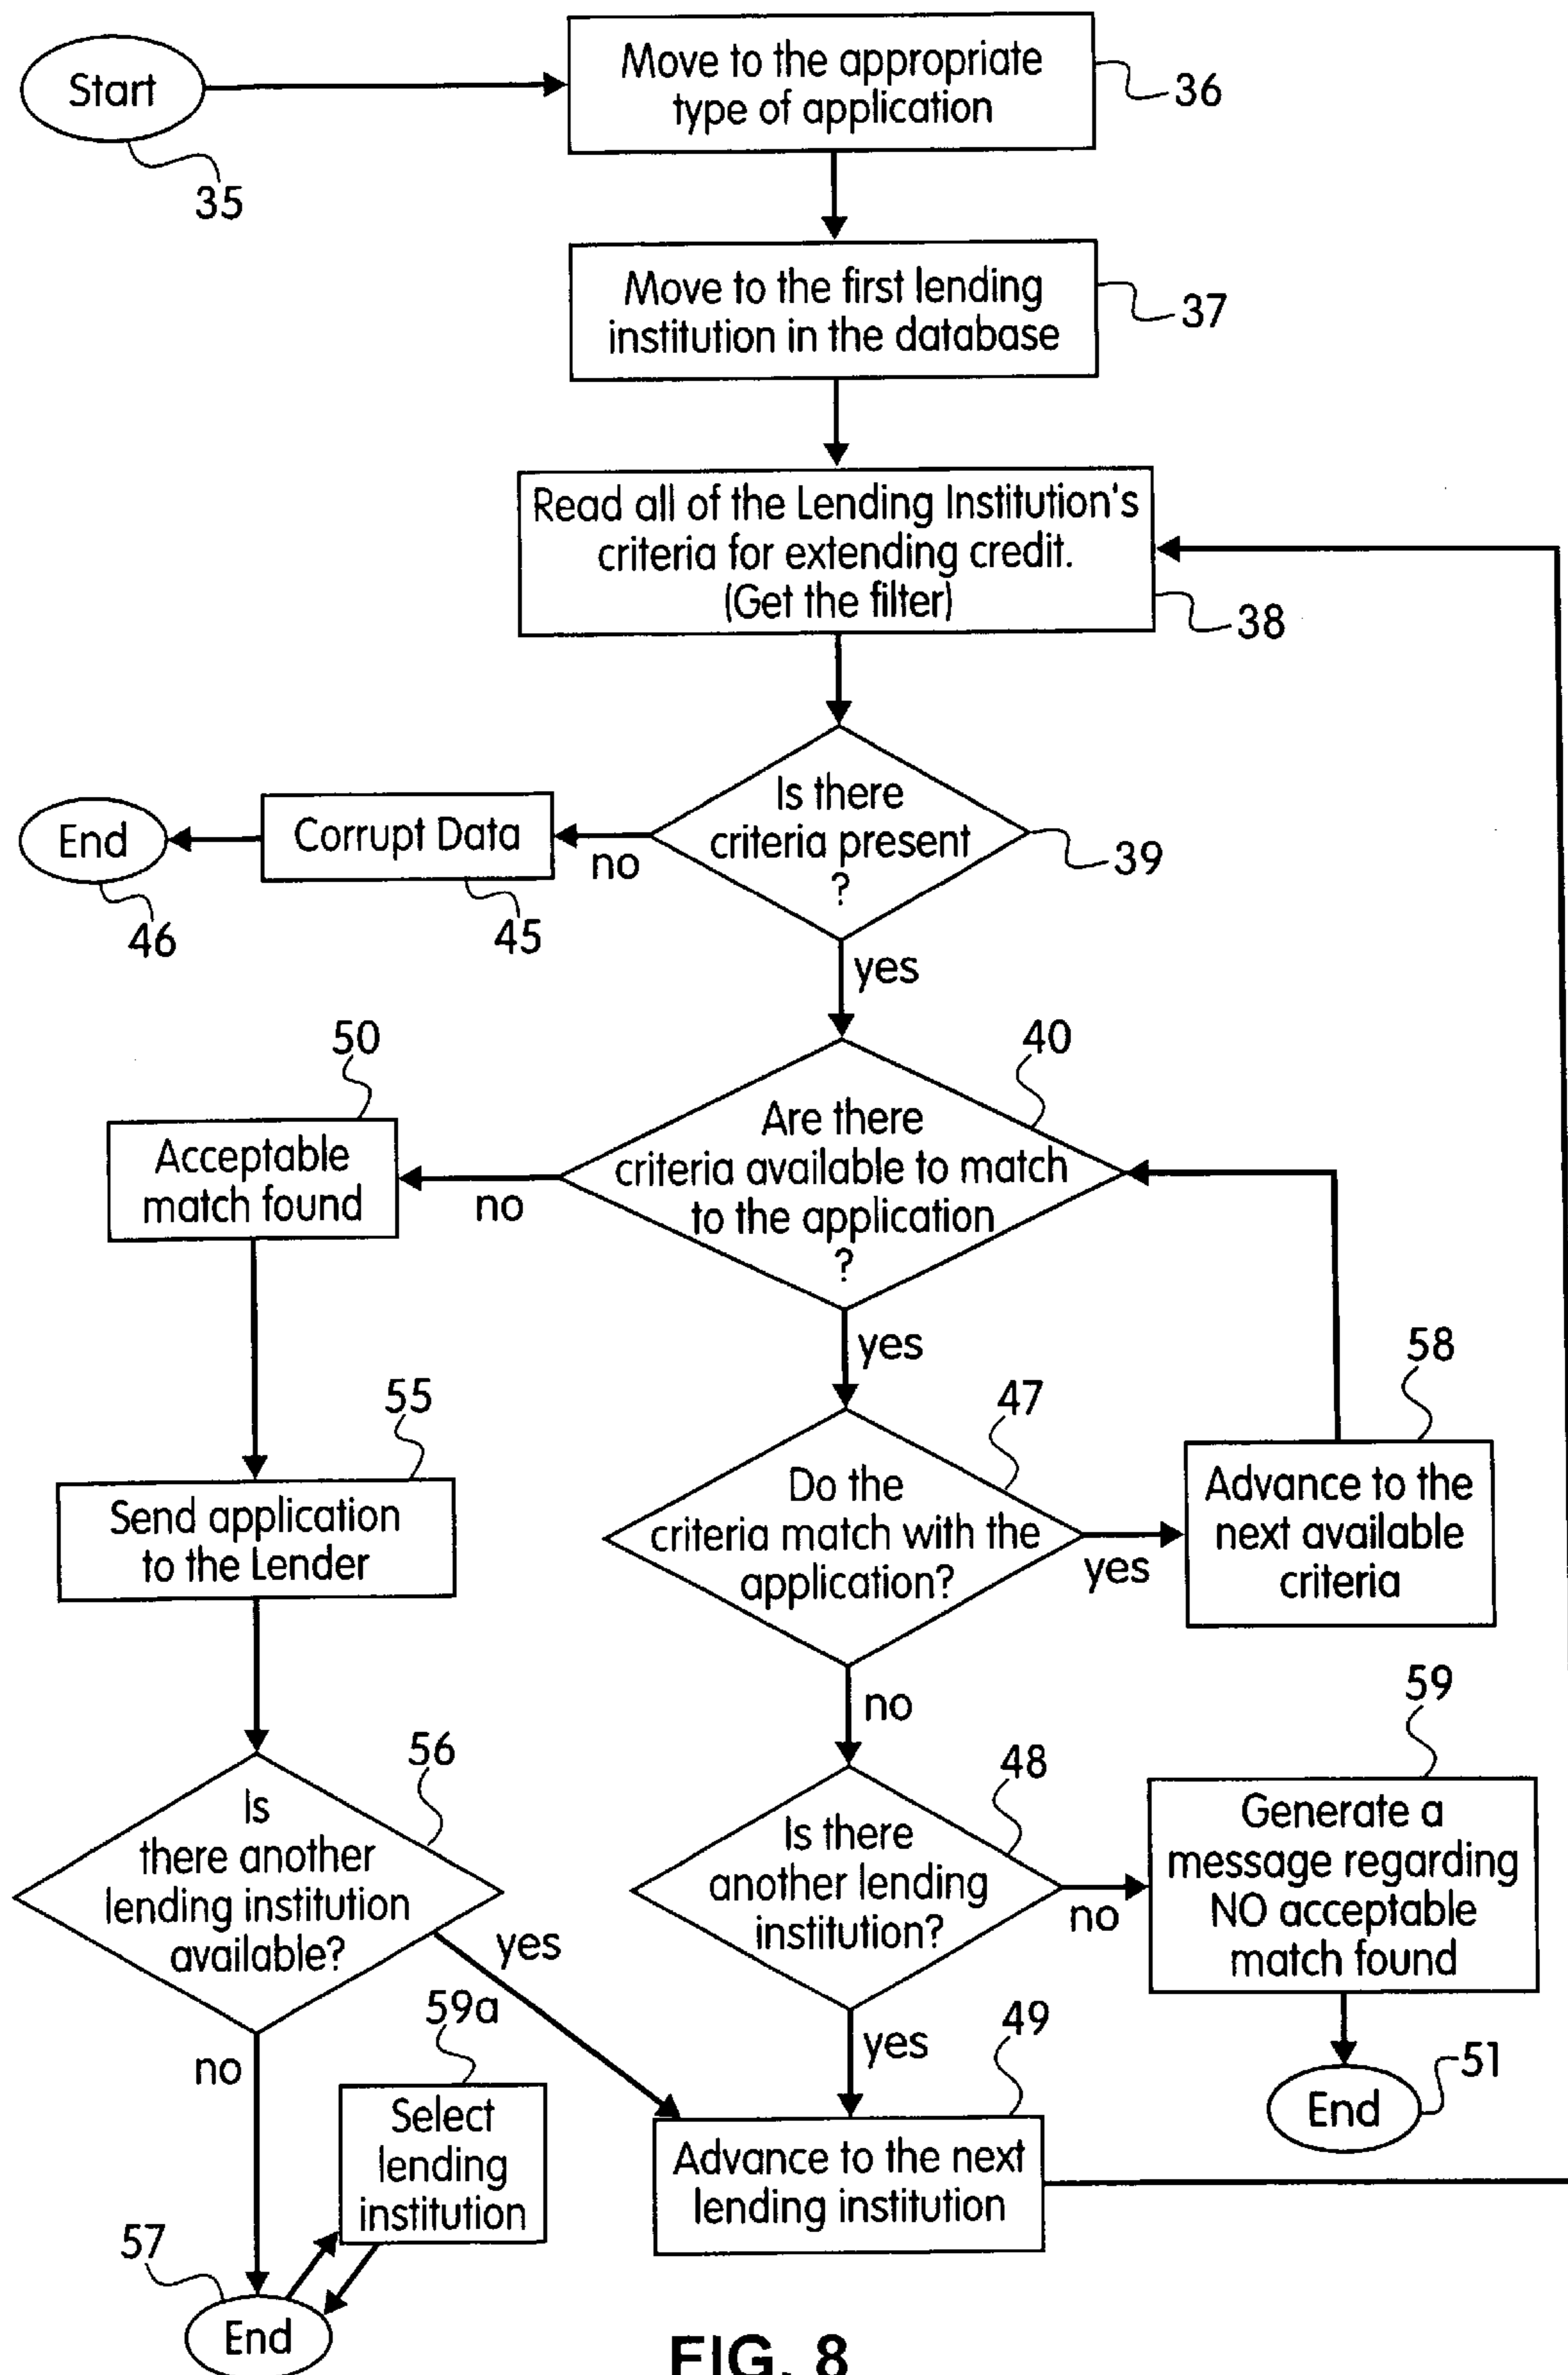 Start
35
Move to the appropriate
type of application
36
Move to the first lending
institution in the database
37
Read all of the Lending Institution's
criteria for extending credit.
(Get the filter)
38
Is there
criteria present
?
39
no
Corrupt Data
45
End
46
yes
40
Are there
criteria available to match
to the application
?
no
50
Acceptable
match found
yes
55
Send application
to the Lender
47
Do the
criteria match with the
application?
yes
58
Advance to the
next available
criteria
no
56
Is
there another
lending institution
available?
yes
no
48
Is there
another lending
institution?
no
59
Generate a
message regarding
NO acceptable
match found
End
51
yes
49
Advance to the next
lending institution
59a
Select
lending
institution
57
End
FIG. 8